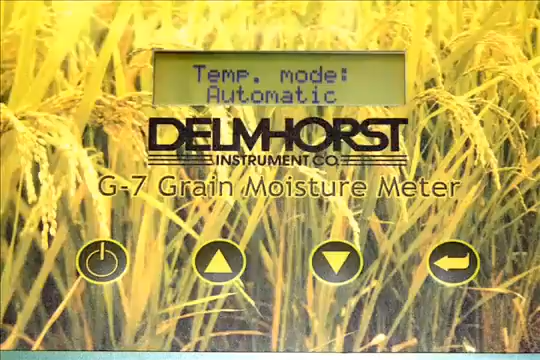 Temp. mode:
Automatic
DELMHORST
INSTRUMENT CO.
G-7 Grain Moisture Meter